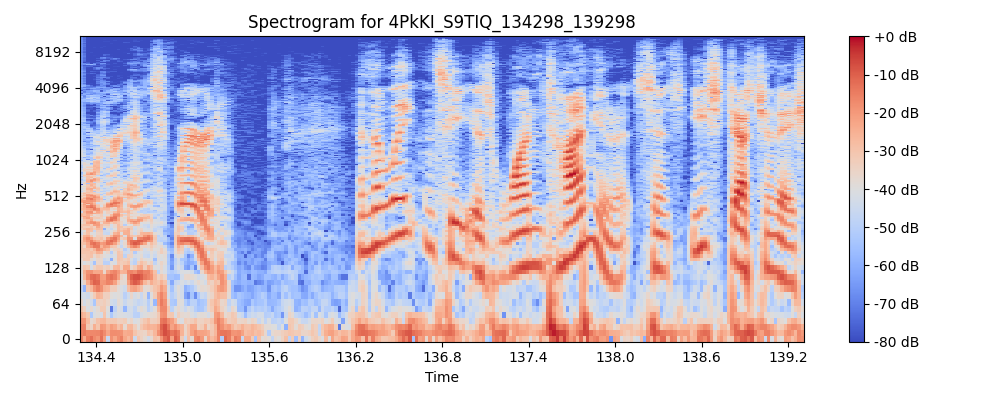 Spectrogram for 4PkKI_S9TIQ_134298_139298
8192
4096
2048
1024
512
256
128
64
0
Hz
134.4 135.0 135.6 136.2 136.8 137.4 138.0 138.6 139.2
Time
+0 dB
-10 dB
-20 dB
-30 dB
-40 dB
-50 dB
-60 dB
-70 dB
-80 dB